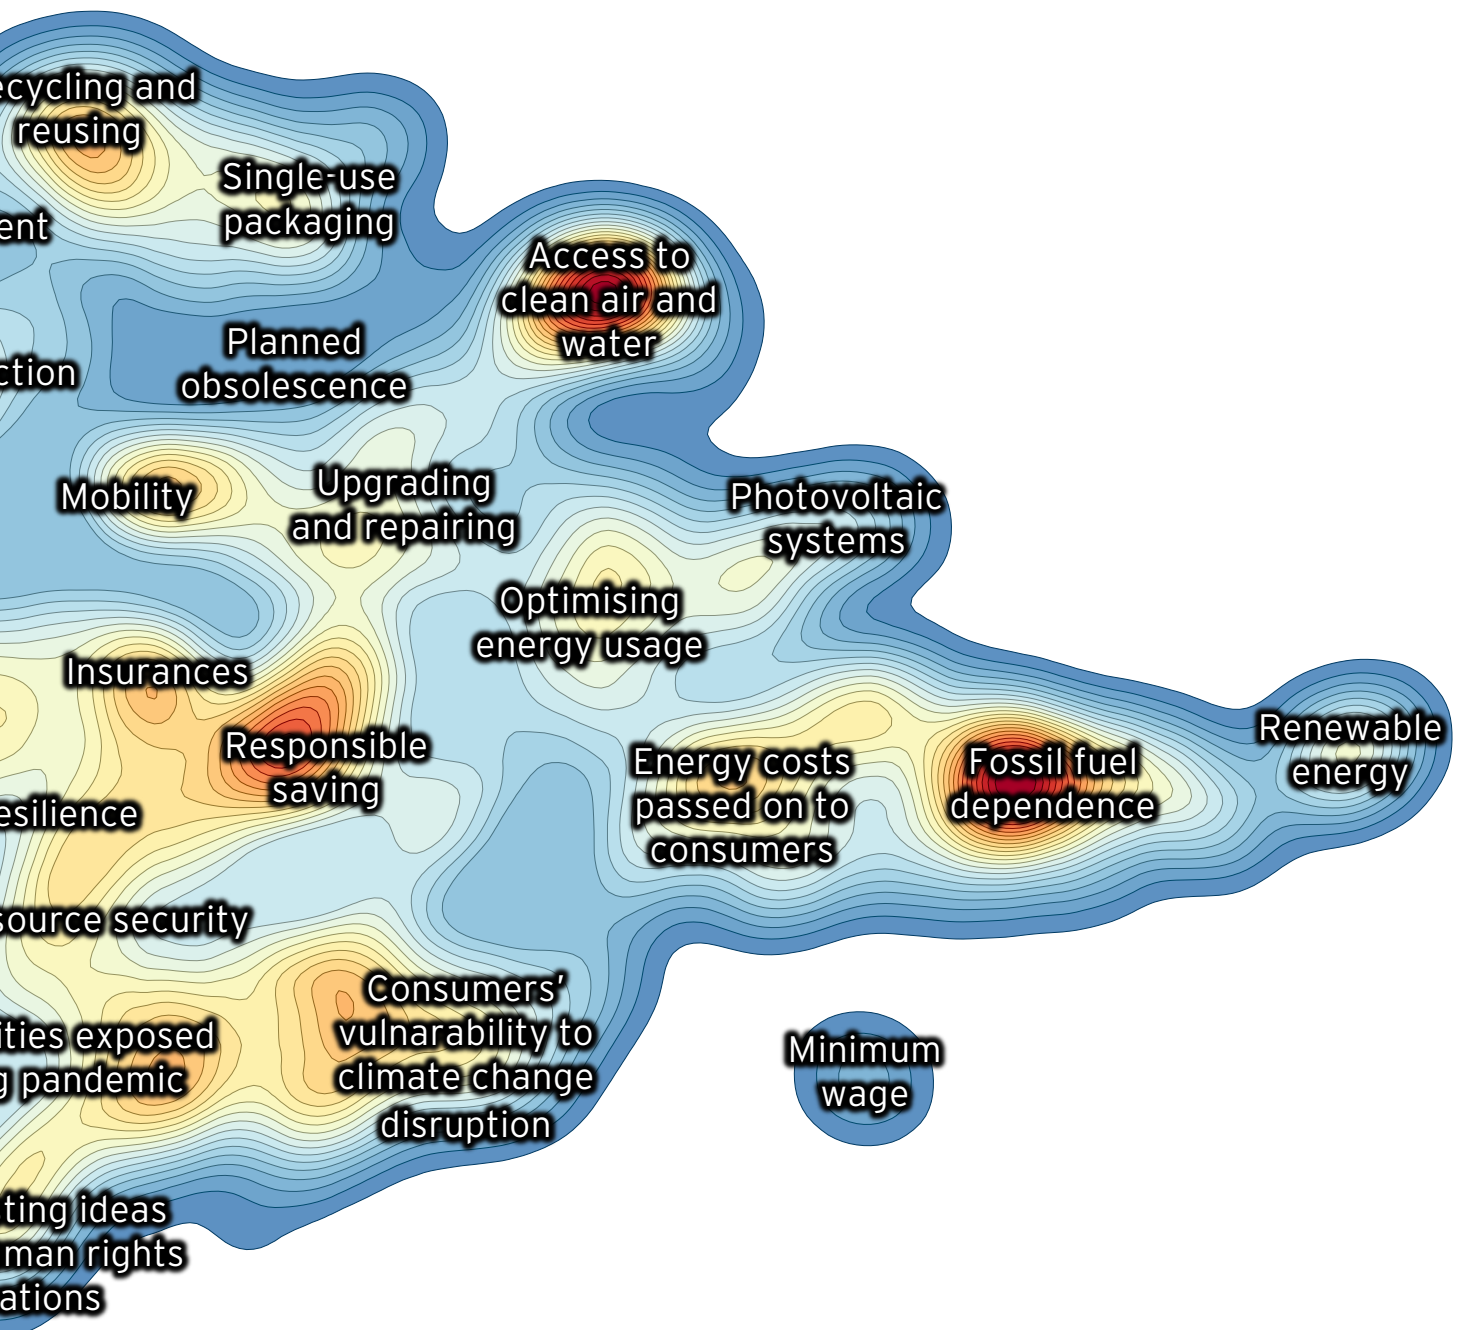 ecycling and
reusing
Single-use
packaging
ent
Access to
clean air and
water
Planned
obsolescence
ction
Mobility
Upgrading
and repairing
Photovoltaic
systems
Optimising
energy usage
Insurances
Responsible
saving
Energy costs
passed on to
consumers
Fossil fuel
dependence
Renewable
energy
esilience
source security
Consumers’
vulnarability to
climate change
disruption
ities exposed
g pandemic
Minimum
wage
ting ideas
man rights
ations